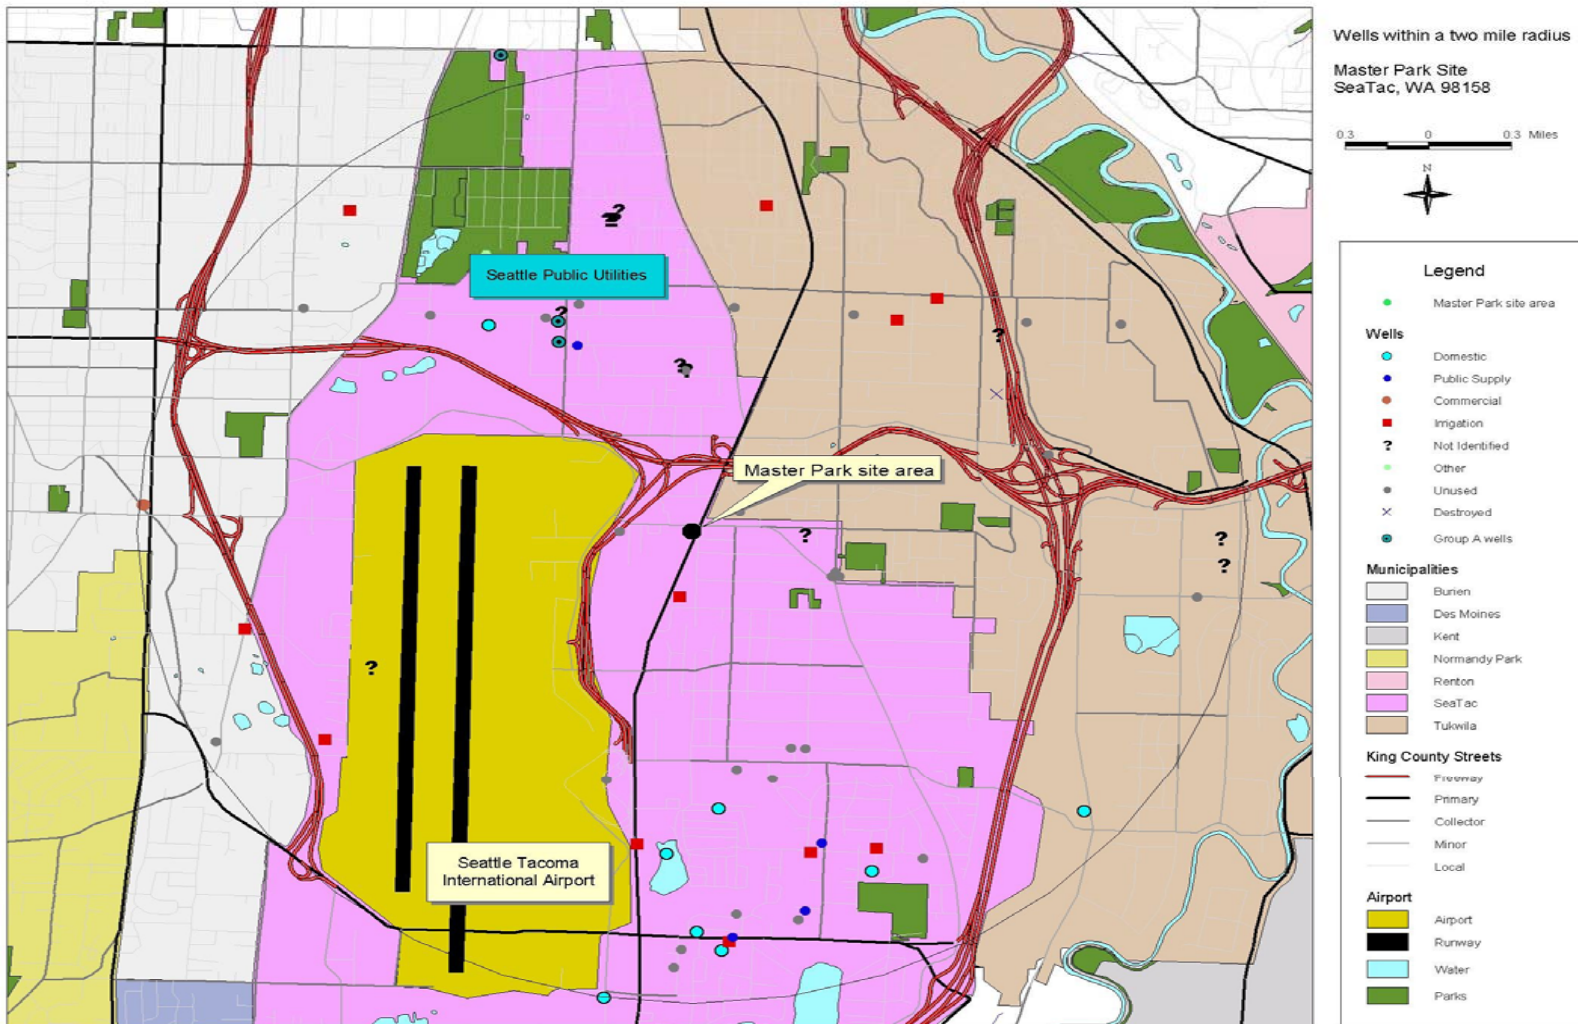 Wells within a two mile radius
Master Park Site
SeaTac, WA 98158
0.3 0 0.3 Miles
N
Seattle Public Utilities
Master Park site area
Seattle Tacoma
International Airport
?
?
?
?
?
?
?
?
?
?
Legend
Master Park site area
Wells
Domestic
Public Supply
Commercial
Irrigation
? Not Identified
Other
Unused
Destroyed
Group A wells
Municipalities
Burien
Des Moines
Kent
Normandy Park
Renton
SeaTac
Tukwila
King County Streets
Freeway
Primary
Collector
Minor
Local
Airport
Airport
Runway
Water
Parks